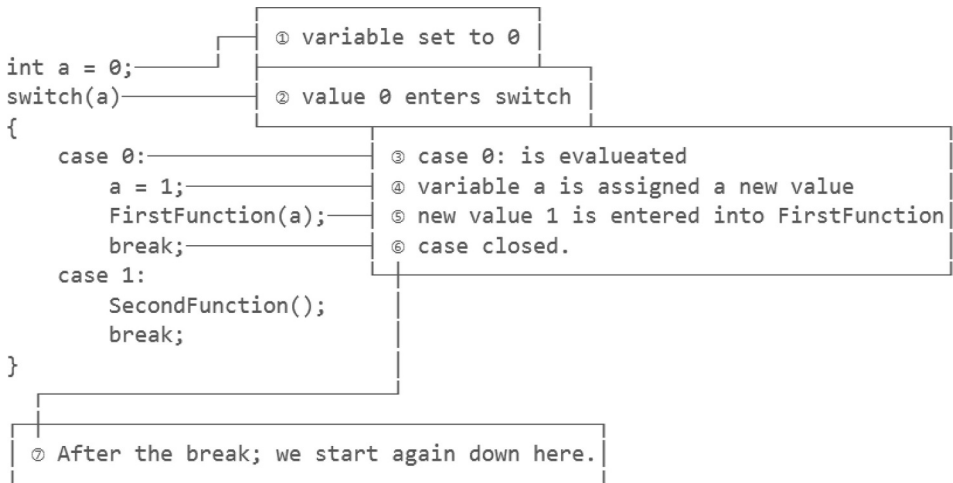 ① variable set to 0
int a = 0;
switch(a) ② value 0 enters switch
{
case 0: ③ case 0: is evalueated
a = 1; ④ variable a is assigned a new value
FirstFunction(a); ⑤ new value 1 is entered into FirstFunction
break; ⑥ case closed.
case 1:
SecondFunction();
break;
}
⑦ After the break; we start again down here.